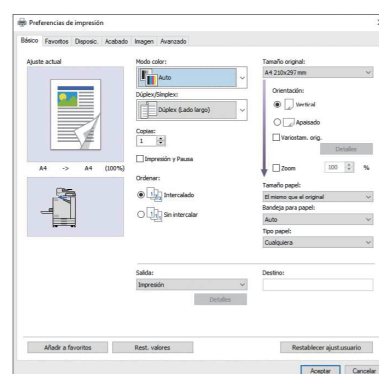 Preferencias de impresión
Básico Favoritos Disposic. Acabado Imagen Avanzado
Ajuste actual
A4 -> A4 (100%)
Modo color:
Auto
Dúplex/Símplex:
Dúplex (Lado largo)
Copias:
1
Impresión y Pausa
Ordenar:
Intercalado
Sin intercalar
Tamaño original:
A4 210x297 mm
Orientación:
Vertical
Apaisado
Variostam. orig.
Detalles
Zoom 100 %
Tamaño papel:
El mismo que el original
Bandeja para papel:
Auto
Tipo papel:
Cualquiera
Salida:
Impresión
Detalles
Destino:
Añadir a favoritos Rest. valores Restablecer ajust.usuario
Aceptar Cancelar